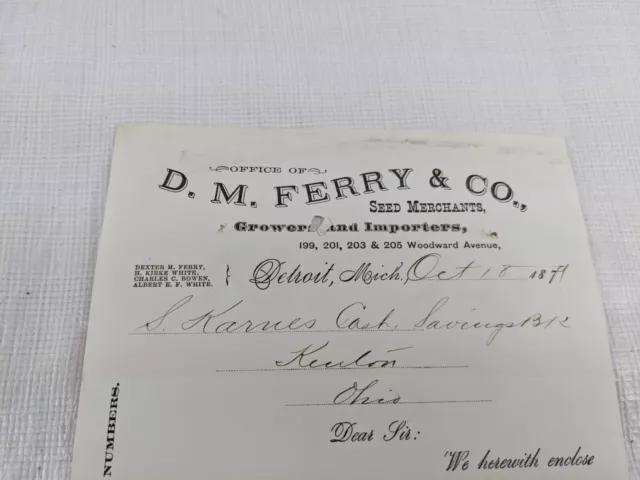 OFFICE OF
D. M. FERRY & CO.,
SEED MERCHANTS,
Growers and Importers,
199, 201, 203 & 205 Woodward Avenue,
DEXTER M. FERRY,
H. KIRKE WHITE,
CHARLES C. BOWEN,
ALBERT E. F. WHITE.
Detroit, Mich. Oct 18 1871
S. Karnes Cash. Savings Bk
Kenton
Ohio
Dear Sir:
We herewith enclose
NUMBERS.